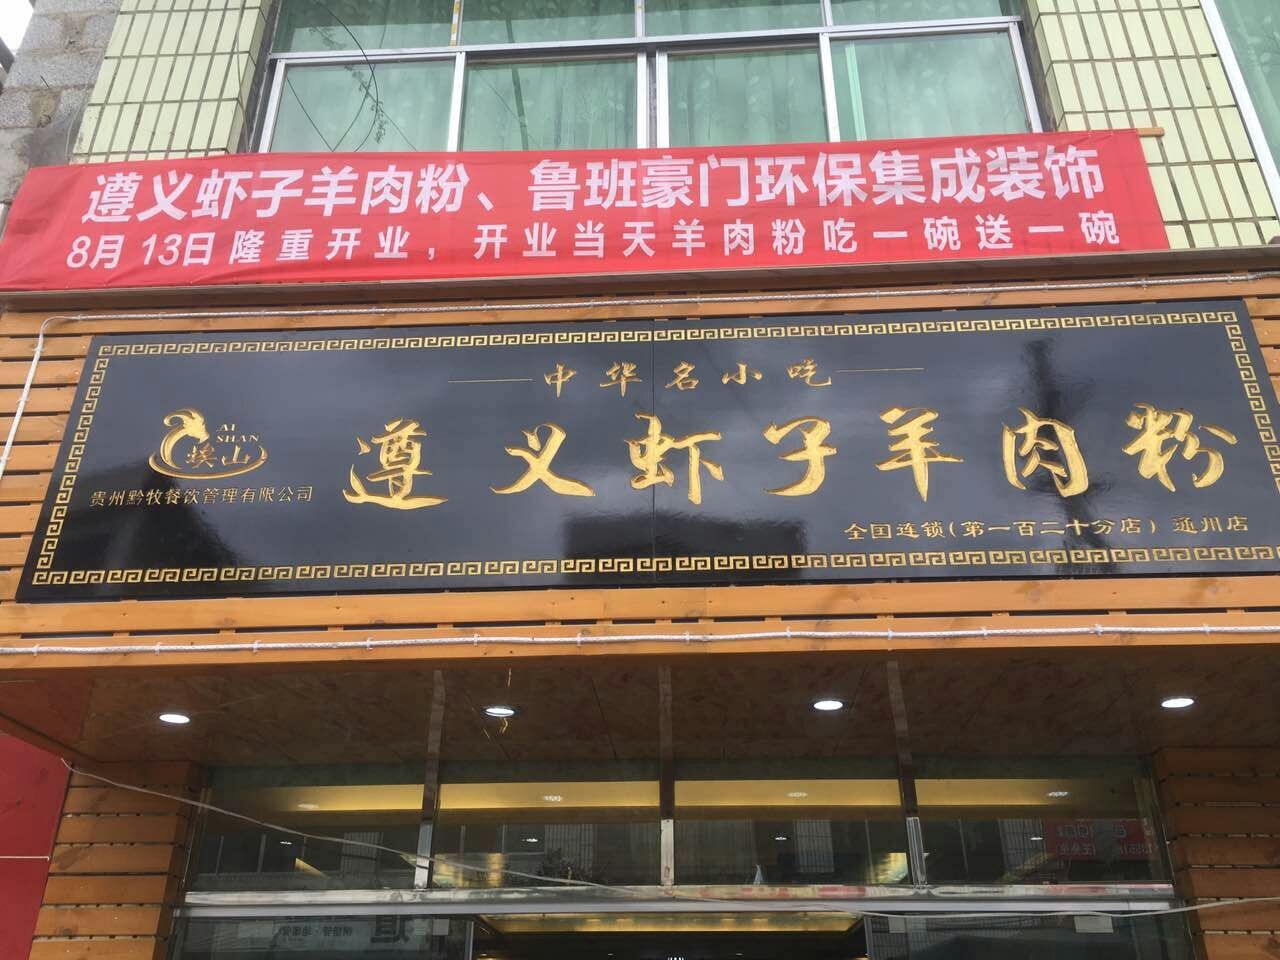 遵义虾子羊肉粉、鲁班豪门环保集成装饰
8月13日隆重开业，开业当天羊肉粉吃一碗送一碗
中华名小吃
AI
SHAN
埃山
贵州黔牧餐饮管理有限公司
遵义虾子羊肉粉
全国连锁(第一百二十分店) 通州店